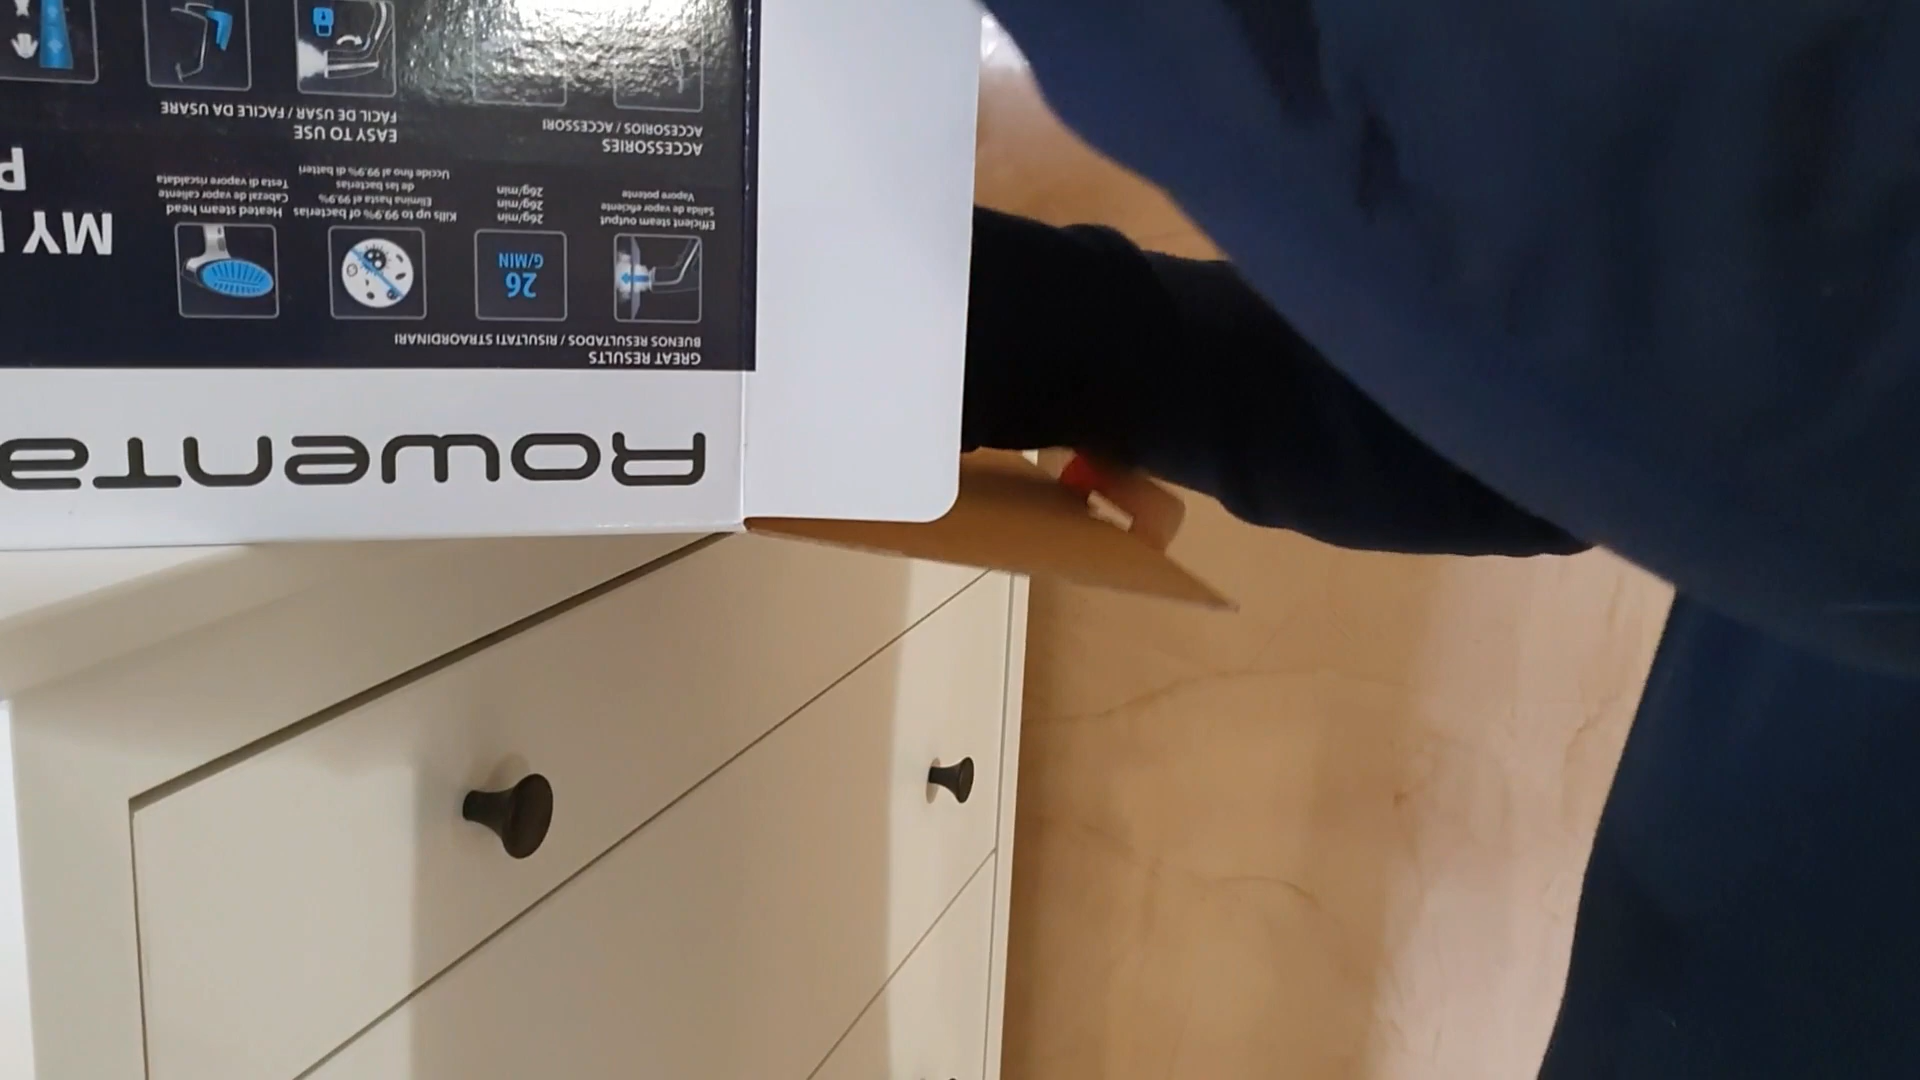 Rowenta
GREAT RESULTS
BUENOS RESULTADOS / RISULTATI STRAORDINARI
26
G/MIN
Efficient steam output
Salida de vapor eficiente
Vapore potente
26g/min
26g/min
26g/min
Kills up to 99.9% of bacterias
Elimina hasta el 99.9%
de las bacterias
Uccide fino al 99.9% di batteri
Heated steam head
Cabezal de vapor caliente
Testa di vapore riscaldata
MY
P
ACCESSORIES
ACCESORIOS / ACCESSORI
EASY TO USE
FÁCIL DE USAR / FACILE DA USARE